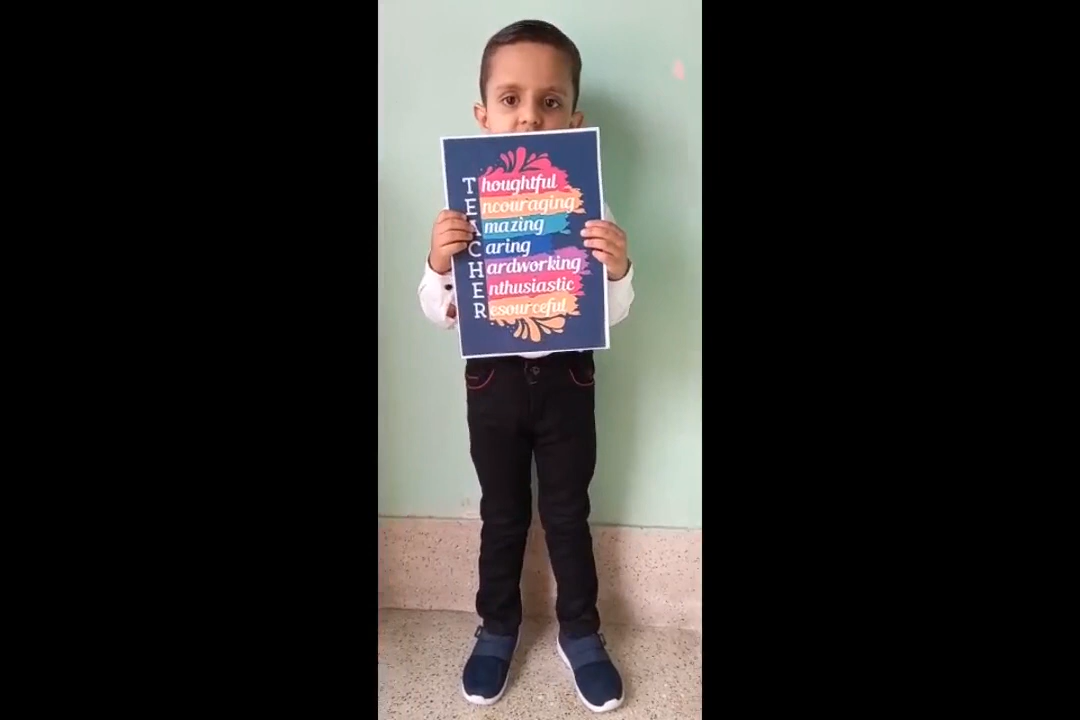 Thoughtful
Encouraging
Amazing
Caring
Hardworking
Enthusiastic
Resourceful